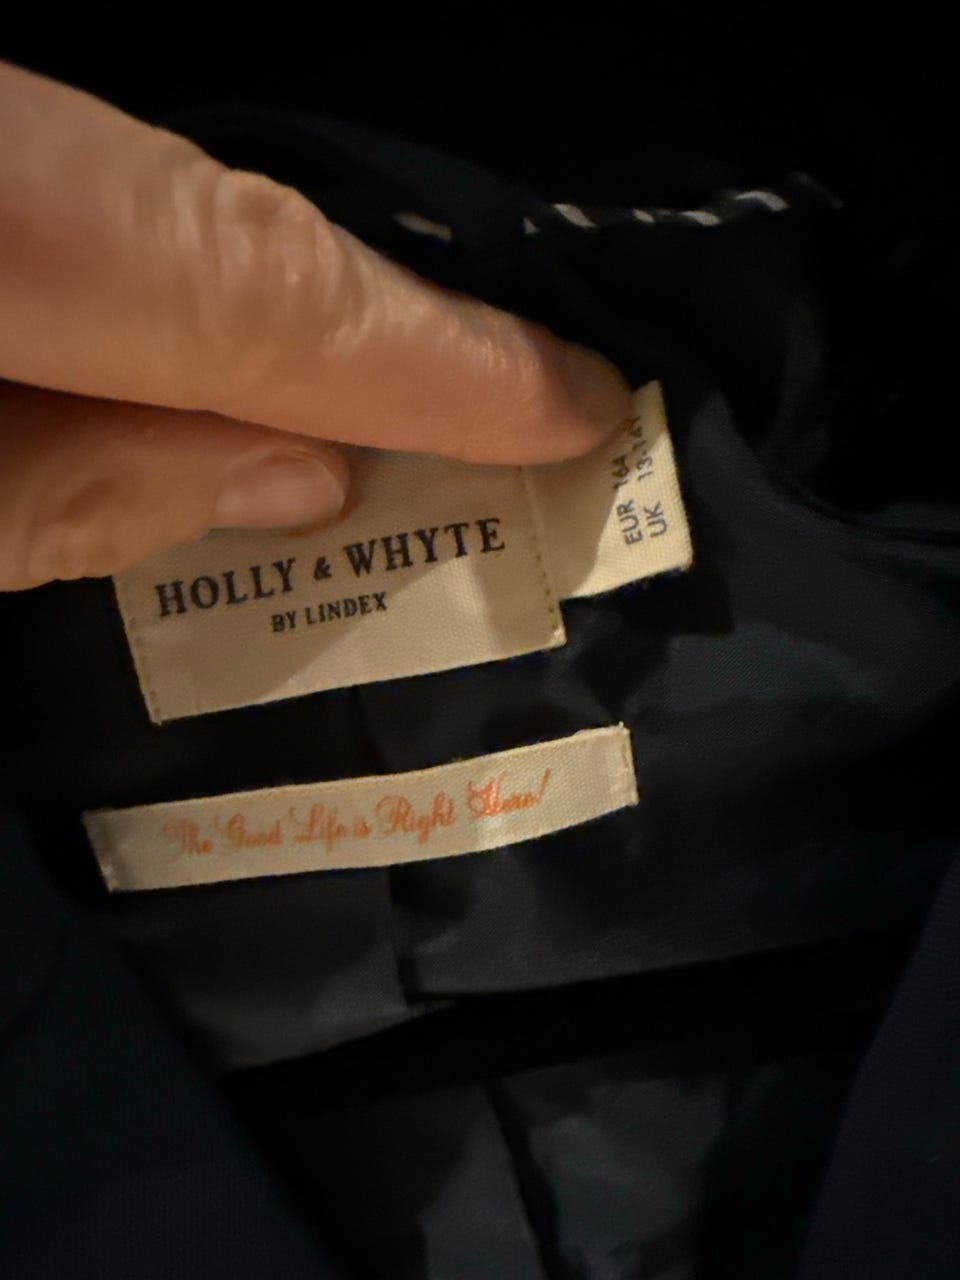 HOLLY & WHYTE
BY LINDEX
EUR 164
UK 13-14Y
The Good Life is Right Here!